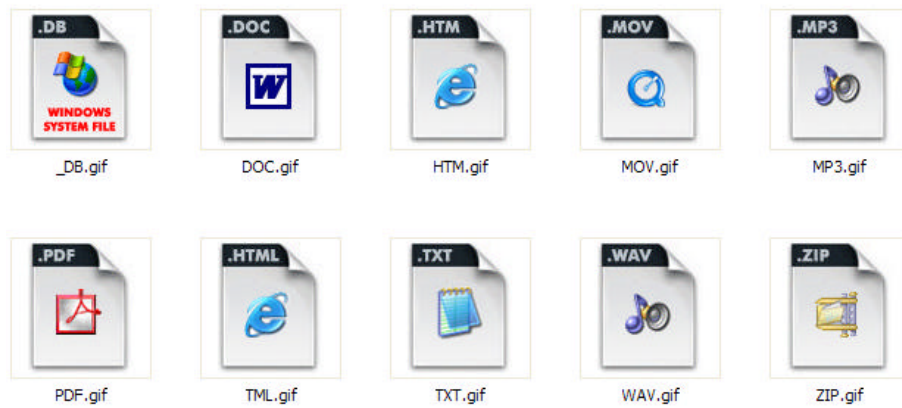 .DB .DOC .HTM .MOV .MP3
W
WINDOWS
SYSTEM FILE
_DB.gif DOC.gif HTM.gif MOV.gif MP3.gif
.PDF .HTML .TXT .WAV .ZIP
PDF.gif TML.gif TXT.gif WAV.gif ZIP.gif